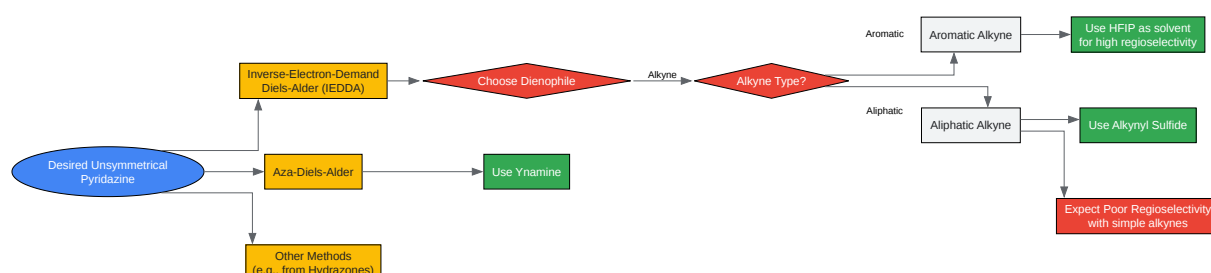 Aromatic
Aromatic Alkyne
Use HFIP as solvent
for high regioselectivity
Inverse-Electron-Demand
Diels-Alder (IEDDA)
Choose Dienophile
Alkyne
Alkyne Type?
Aliphatic
Aliphatic Alkyne
Use Alkynyl Sulfide
Desired Unsymmetrical
Pyridazine
Aza-Diels-Alder
Use Ynamine
Expect Poor Regioselectivity
with simple alkynes
Other Methods
(e.g., from Hydrazones)